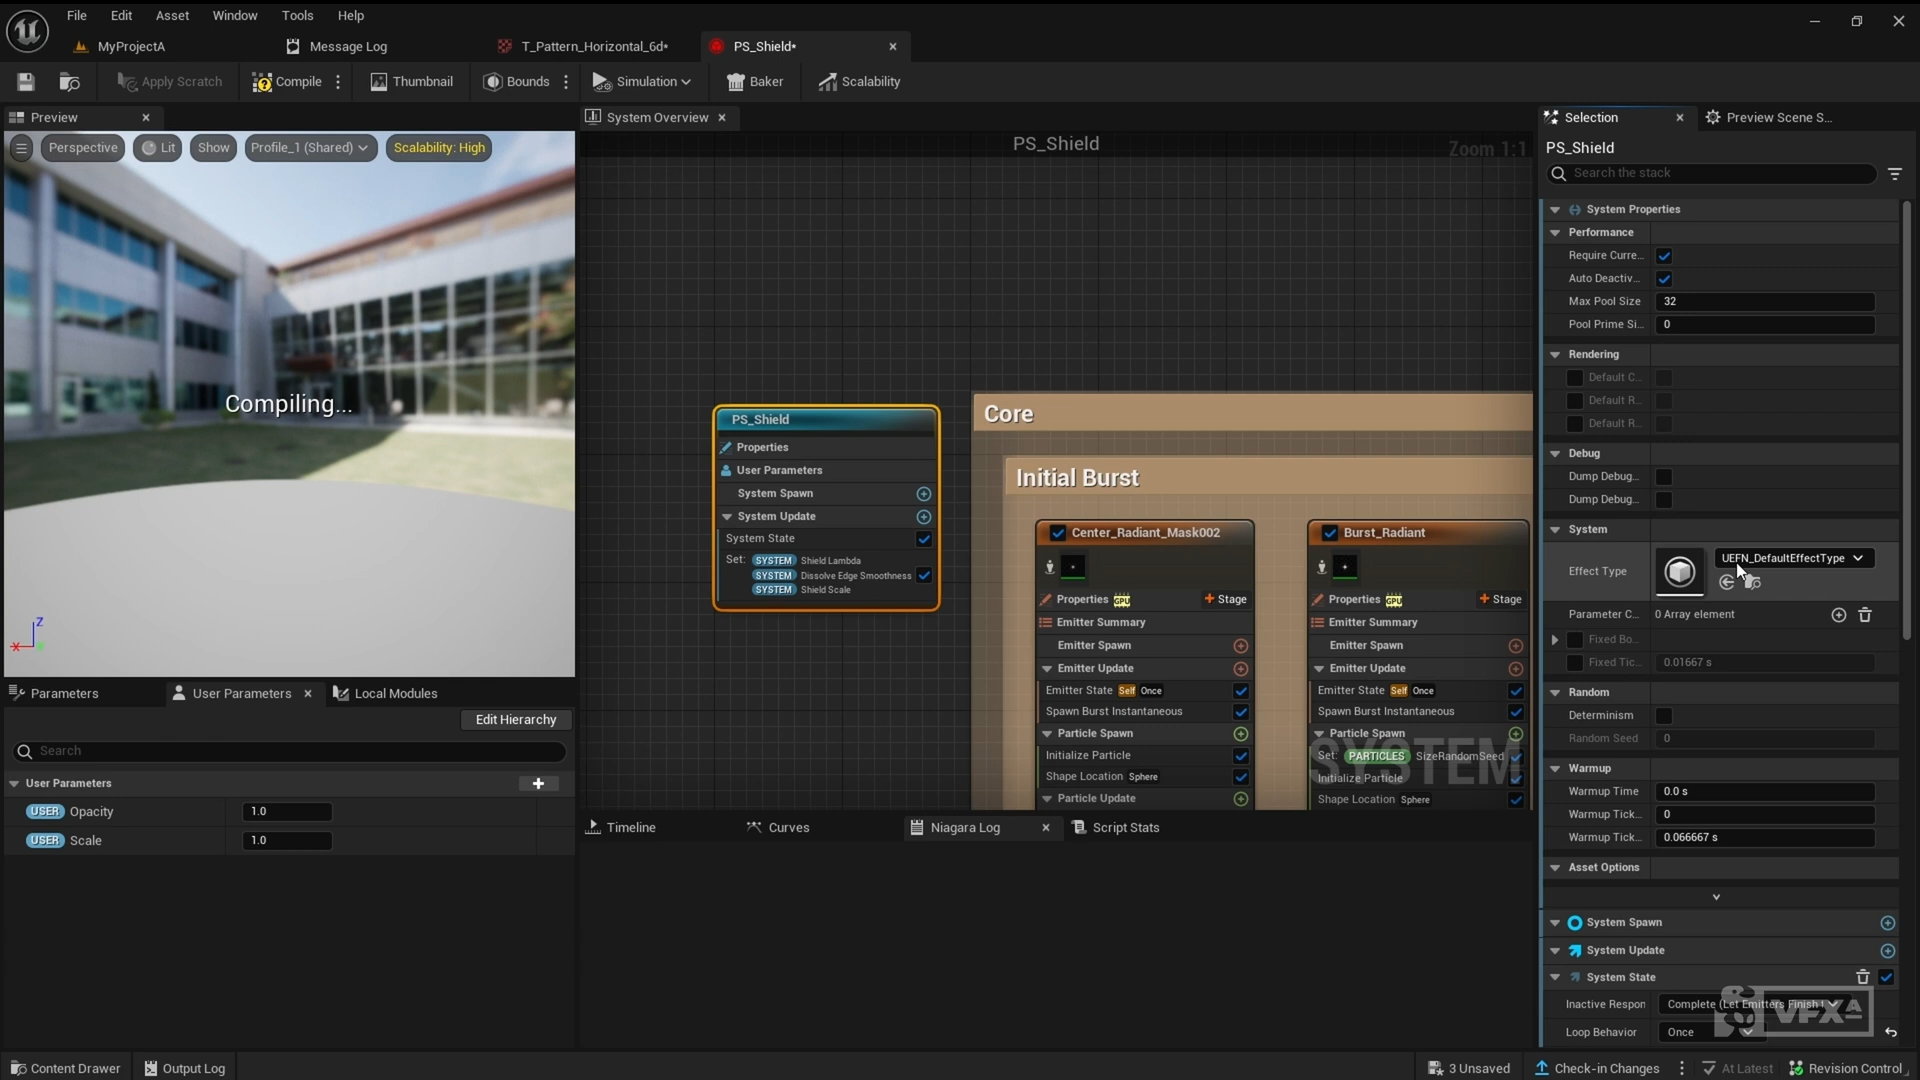 File Edit Asset Window Tools Help
MyProjectA Message Log T_Pattern_Horizontal_6d* PS_Shield*
Apply Scratch Compile Thumbnail Bounds Simulation Baker Scalability
Preview System Overview Selection Preview Scene S...
Perspective Lit Show Profile_1 (Shared) Scalability: High
PS_Shield Zoom 1:1
PS_Shield
Search the stack
System Properties
Performance
Require Curre...
Auto Deactiv...
Max Pool Size 32
Pool Prime Si... 0
Rendering
Default C...
Default R...
Default R...
Debug
Dump Debug...
Dump Debug...
System
Effect Type UEFN_DefaultEffectType
Parameter C... 0 Array element
Fixed Bo...
Fixed Tic... 0.01667 s
Random
Determinism
Random Seed 0
Warmup
Warmup Time 0.0 s
Warmup Tick... 0
Warmup Tick... 0.066667 s
Asset Options
System Spawn
System Update
System State
Inactive Respon Complete (Let Emitters Finish
Loop Behavior Once
VFXA
Compiling...
Z
X
PS_Shield
Properties
User Parameters
System Spawn
System Update
System State
Set: SYSTEM Shield Lambda
SYSTEM Dissolve Edge Smoothness
SYSTEM Shield Scale
Core
Initial Burst
Center_Radiant_Mask002
Properties GPU + Stage
Emitter Summary
Emitter Spawn
Emitter Update
Emitter State Self Once
Spawn Burst Instantaneous
Particle Spawn
Initialize Particle
Shape Location Sphere
Particle Update
Burst_Radiant
Properties GPU + Stage
Emitter Summary
Emitter Spawn
Emitter Update
Emitter State Self Once
Spawn Burst Instantaneous
Particle Spawn
Set: PARTICLES SizeRandomSeed
Initialize Particle
Shape Location Sphere
SYSTEM
Parameters User Parameters Local Modules
Edit Hierarchy
Search
User Parameters
USER Opacity 1.0
USER Scale 1.0
Timeline Curves Niagara Log Script Stats
Content Drawer Output Log 3 Unsaved Check-in Changes At Latest Revision Control